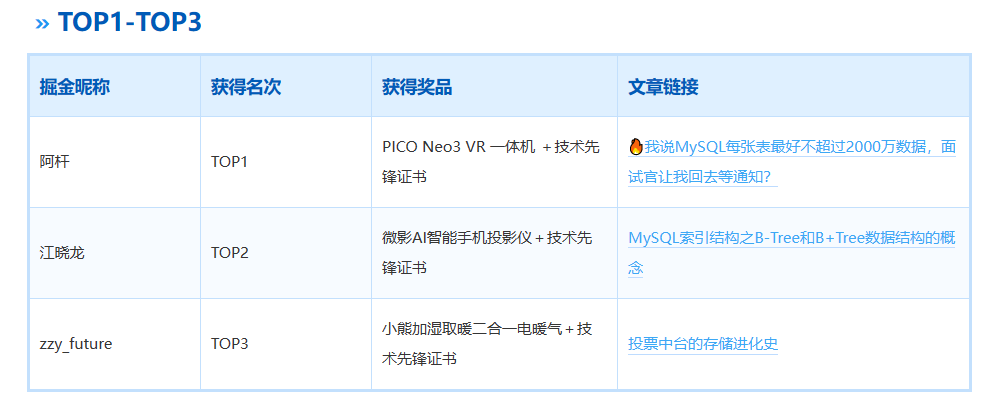 » TOP1-TOP3
掘金昵称 获得名次 获得奖品 文章链接
阿杆 TOP1 PICO Neo3 VR 一体机 ＋技术先
锋证书 🔥我说MySQL每张表最好不超过2000万数据，面
试官让我回去等通知？
江晓龙 TOP2 微影AI智能手机投影仪＋技术先
锋证书 MySQL索引结构之B-Tree和B+Tree数据结构的概
念
zzy_future TOP3 小熊加湿取暖二合一电暖气＋技
术先锋证书 投票中台的存储进化史